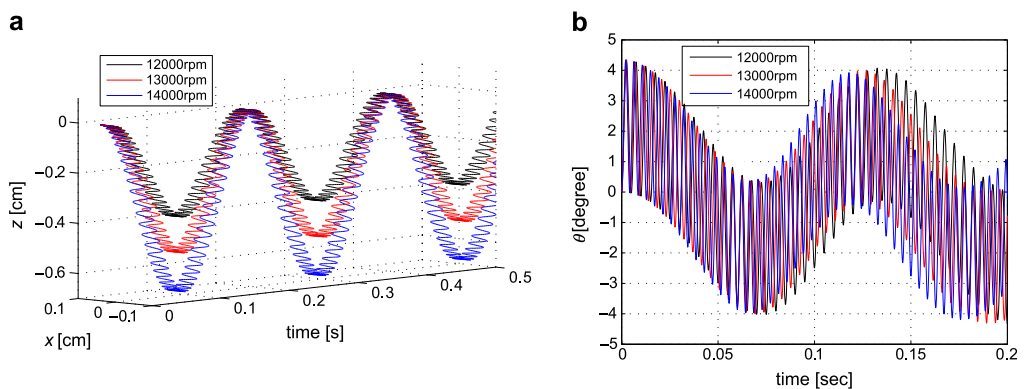 a
12000rpm
13000rpm
14000rpm
0
−0.2
−0.4
−0.6
z [cm]
0.1
0
−0.1
x [cm]
0
0.1
0.2
0.3
0.4
0.5
time [s]
b
12000rpm
13000rpm
14000rpm
5
4
3
2
1
0
−1
−2
−3
−4
−5
θ[degree]
0
0.05
0.1
0.15
0.2
time [sec]